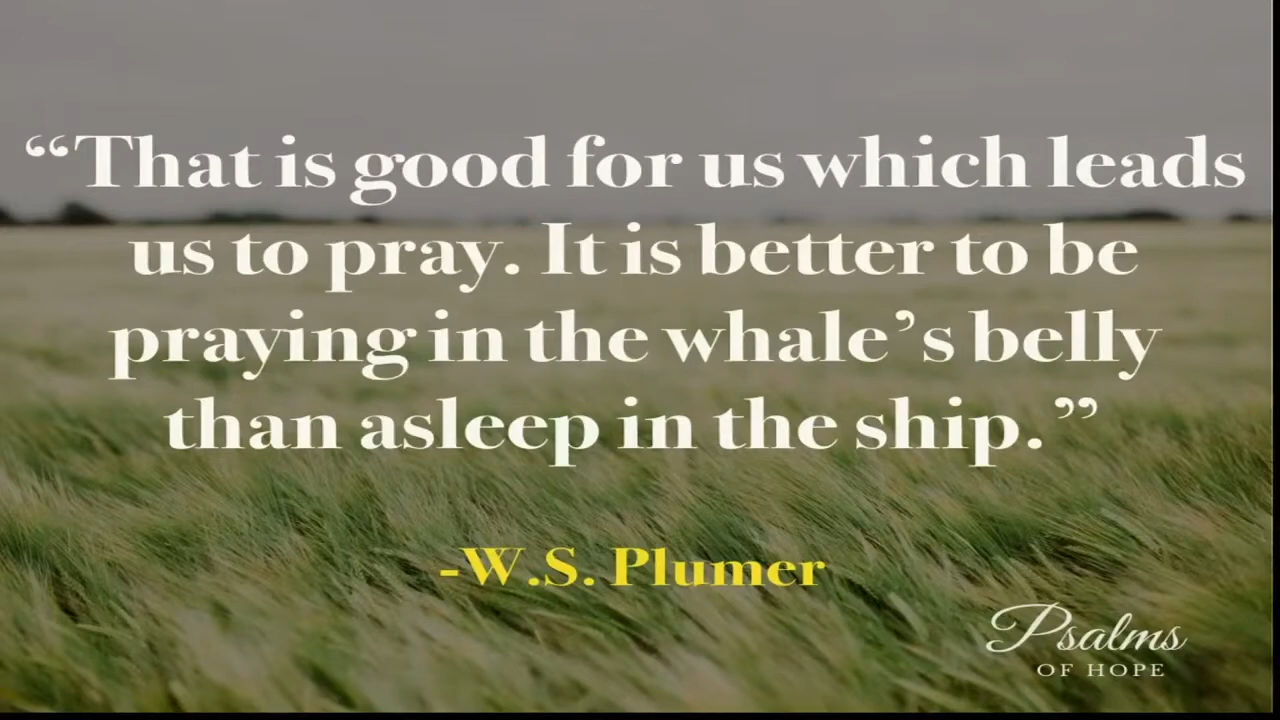 “That is good for us which leads
us to pray. It is better to be
praying in the whale’s belly
than asleep in the ship.”
-W.S. Plumer
Psalms
OF HOPE